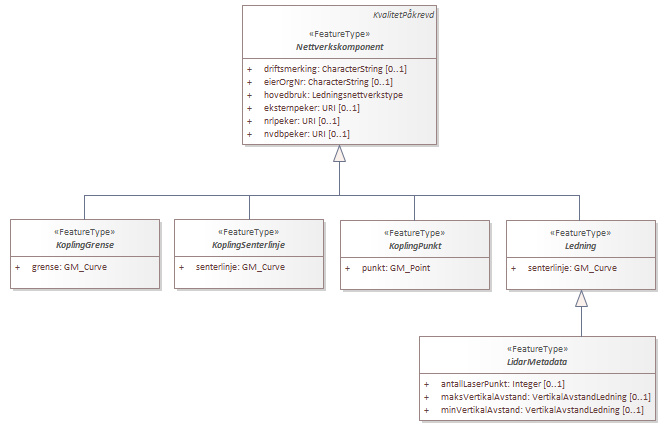 KvalitetPåkrevd
«FeatureType»
Nettverkskomponent
+ driftsmerking: CharacterString [0..1]
+ eierOrgNr: CharacterString [0..1]
+ hovedbruk: Ledningsnettverkstype
+ eksternpeker: URI [0..1]
+ nrlpeker: URI [0..1]
+ nvdbpeker: URI [0..1]
«FeatureType»
KoplingGrense
+ grense: GM_Curve
«FeatureType»
KoplingSenterlinje
+ senterlinje: GM_Curve
«FeatureType»
KoplingPunkt
+ punkt: GM_Point
«FeatureType»
Ledning
+ senterlinje: GM_Curve
«FeatureType»
LidarMetadata
+ antallLaserPunkt: Integer [0..1]
+ maksVertikalAvstand: VertikalAvstandLedning [0..1]
+ minVertikalAvstand: VertikalAvstandLedning [0..1]